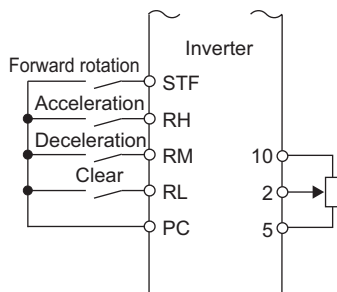 Inverter
Forward rotation
STF
Acceleration
RH
Deceleration
RM
10
Clear
RL
2
PC
5